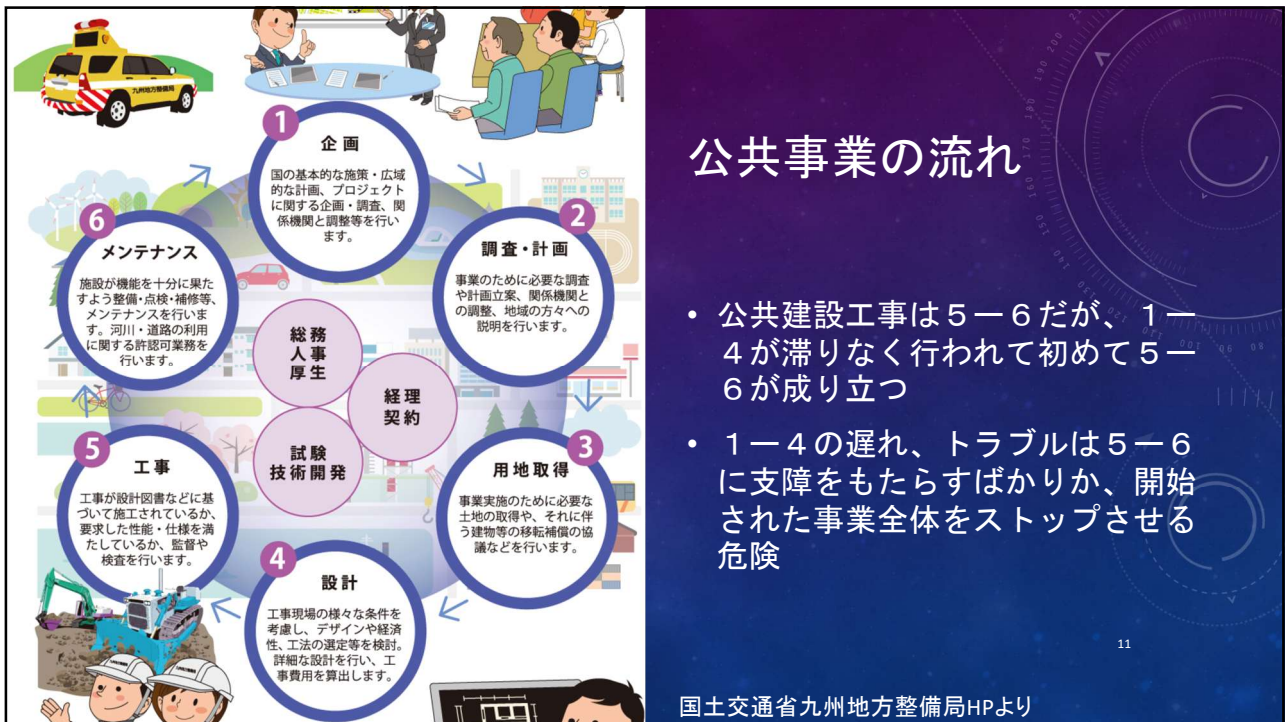 九州地方整備局
1
企画
国の基本的な施策・広域
的な計画、プロジェクト
に関する企画・調査、関
係機関と調整等を行い
ます。
2
調査・計画
事業のために必要な調査
や計画立案、関係機関と
の調整、地域の方々への
説明を行います。
3
用地取得
事業実施のために必要な
土地の取得や、それに伴
う建物等の移転補償の協
議などを行います。
4
設計
工事現場の様々な条件を
考慮し、デザインや経済
性、工法の選定等を検討。
詳細な設計を行い、工
事費用を算出します。
5
工事
工事が設計図書などに基
づいて施工されているか、
要求した性能・仕様を満
たしているか、監督や
検査を行います。
6
メンテナンス
施設が機能を十分に果た
すよう整備・点検・補修等、
メンテナンスを行いま
す。河川・道路の利用
に関する許認可業務を
行います。
総務
人事
厚生
経理
契約
試験
技術開発
公共事業の流れ
• 公共建設工事は５ー６だが、１ー
４が滞りなく行われて初めて５ー
６が成り立つ
• １ー４の遅れ、トラブルは５ー６
に支障をもたらすばかりか、開始
された事業全体をストップさせる
危険
11
国土交通省九州地方整備局HPより